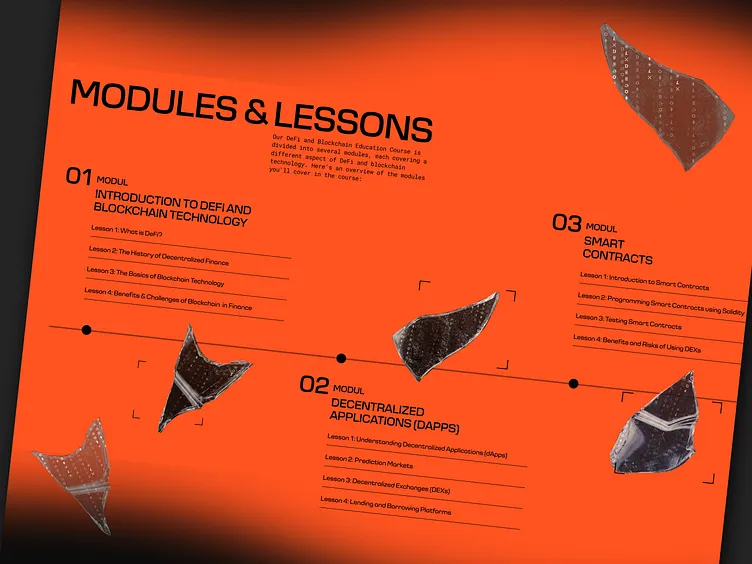 MODULES & LESSONS
Our DeFi and Blockchain Education Course is
divided into several modules, each covering a
different aspect of DeFi and blockchain
technology. Here's an overview of the modules
you'll cover in the course:
01 MODUL
INTRODUCTION TO DEFI AND
BLOCKCHAIN TECHNOLOGY
Lesson 1: What is DeFi?
Lesson 2: The History of Decentralized Finance
Lesson 3: The Basics of Blockchain Technology
Lesson 4: Benefits & Challenges of Blockchain in Finance
02 MODUL
DECENTRALIZED
APPLICATIONS (DAPPS)
Lesson 1: Understanding Decentralized Applications (dApps)
Lesson 2: Prediction Markets
Lesson 3: Decentralized Exchanges (DEXs)
Lesson 4: Lending and Borrowing Platforms
03 MODUL
SMART
CONTRACTS
Lesson 1: Introduction to Smart Contracts
Lesson 2: Programming Smart Contracts using Solidity
Lesson 3: Testing Smart Contracts
Lesson 4: Benefits and Risks of Using DEXs